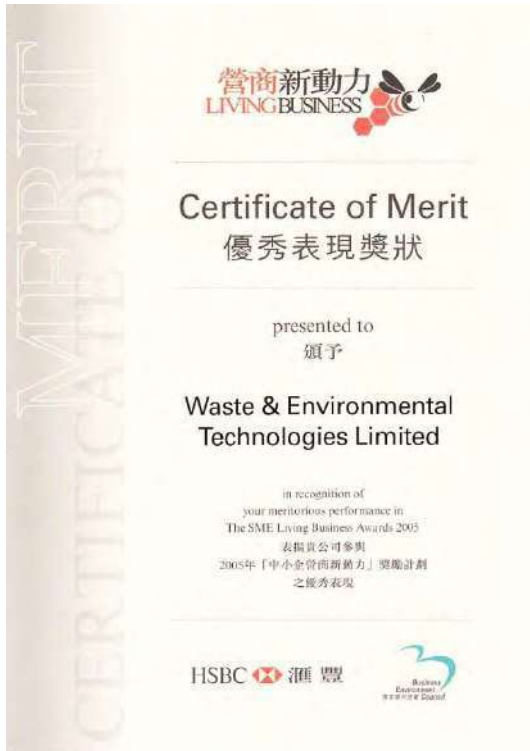 營商新動力
LIVING BUSINESS
Certificate of Merit
優秀表現獎狀
presented to
頒予
Waste & Environmental
Technologies Limited
in recognition of
your meritorious performance in
The SME Living Business Awards 2005
表揚貴公司參與
2005年「中小企營商新動力」獎勵計劃
之優秀表現
HSBC 滙豐
Business
Environment
Council
CERTIFICATE OF
MERIT